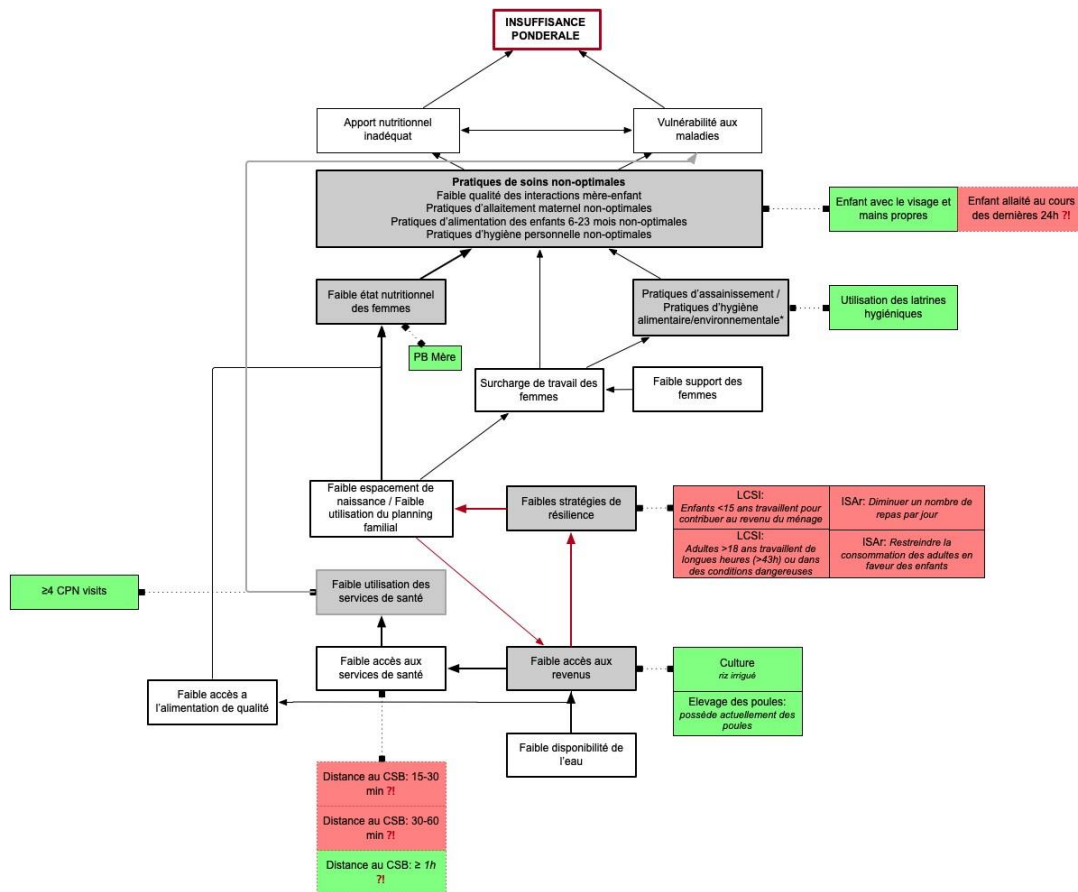 INSUFFISANCE
PONDERALE
Apport nutritionnel
inadéquat
Vulnérabilité aux
maladies
Pratiques de soins non-optimales
Faible qualité des interactions mère-enfant
Pratiques d'allaitement maternel non-optimales
Pratiques d'alimentation des enfants 6-23 mois non-optimales
Pratiques d'hygiène personnelle non-optimales
Enfant avec le visage et
mains propres
Enfant allaité au cours
des dernières 24h ?!
Faible état nutritionnel
des femmes
Pratiques d'assainissement /
Pratiques d'hygiène
alimentaire/environnementale*
Utilisation des latrines
hygiéniques
PB Mère
Surcharge de travail des
femmes
Faible support des
femmes
Faible espacement de
naissance / Faible
utilisation du planning
familial
Faibles stratégies de
résilience
LCSI:
Enfants <15 ans travaillent pour
contribuer au revenu du ménage
ISAr: Diminuer un nombre de
repas par jour
LCSI:
Adultes >18 ans travaillent de
longues heures (>43h) ou dans
des conditions dangereuses
ISAr: Restreindre la
consommation des adultes en
faveur des enfants
≥4 CPN visits
Faible utilisation des
services de santé
Faible accès aux
services de santé
Faible accès aux
revenus
Culture
riz irrigué
Elevage des poules:
possède actuellement des
poules
Faible accès a
l'alimentation de qualité
Faible disponibilité de
l'eau
Distance au CSB: 15-30
min ?!
Distance au CSB: 30-60
min ?!
Distance au CSB: ≥ 1h
?!